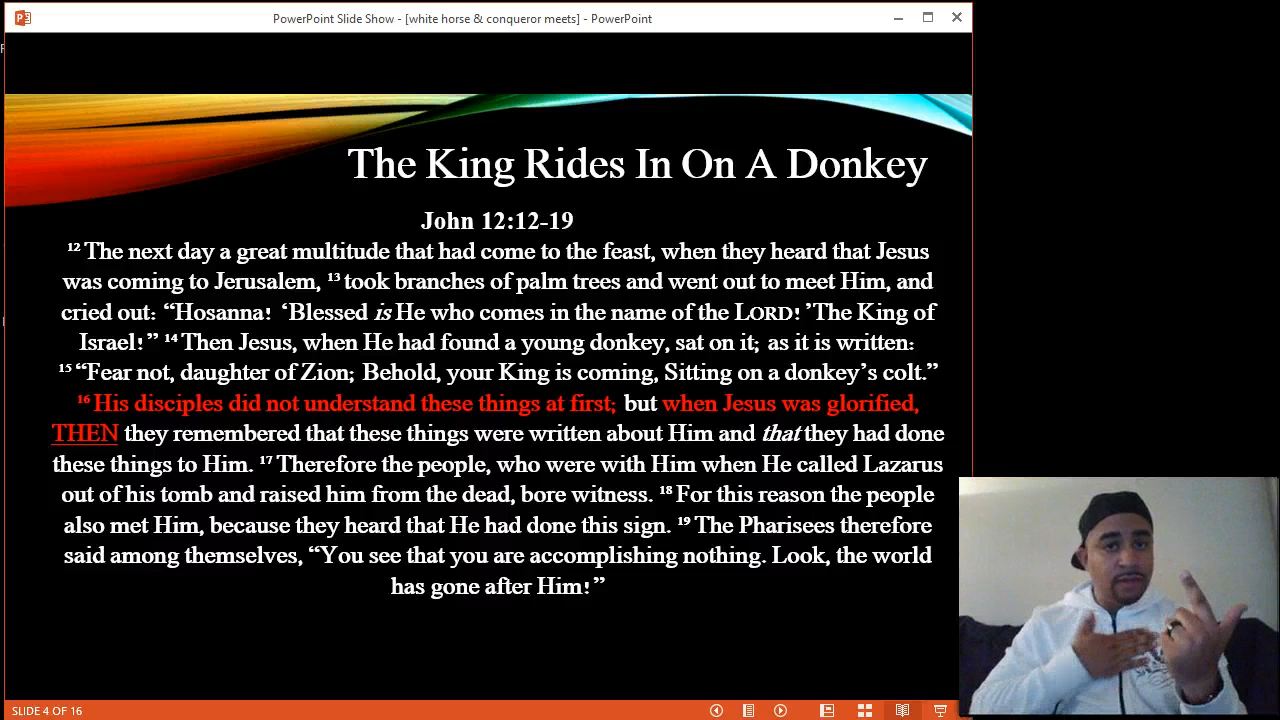 PowerPoint Slide Show - [white horse & conqueror meets] - PowerPoint
The King Rides In On A Donkey
John 12:12-19
¹² The next day a great multitude that had come to the feast, when they heard that Jesus
was coming to Jerusalem, ¹³ took branches of palm trees and went out to meet Him, and
cried out: “Hosanna! ‘Blessed is He who comes in the name of the LORD! ’The King of
Israel!” ¹⁴ Then Jesus, when He had found a young donkey, sat on it; as it is written:
¹⁵ “Fear not, daughter of Zion; Behold, your King is coming, Sitting on a donkey’s colt.”
¹⁶ His disciples did not understand these things at first; but when Jesus was glorified,
THEN they remembered that these things were written about Him and that they had done
these things to Him. ¹⁷ Therefore the people, who were with Him when He called Lazarus
out of his tomb and raised him from the dead, bore witness. ¹⁸ For this reason the people
also met Him, because they heard that He had done this sign. ¹⁹ The Pharisees therefore
said among themselves, “You see that you are accomplishing nothing. Look, the world
has gone after Him!”
SLIDE 4 OF 16